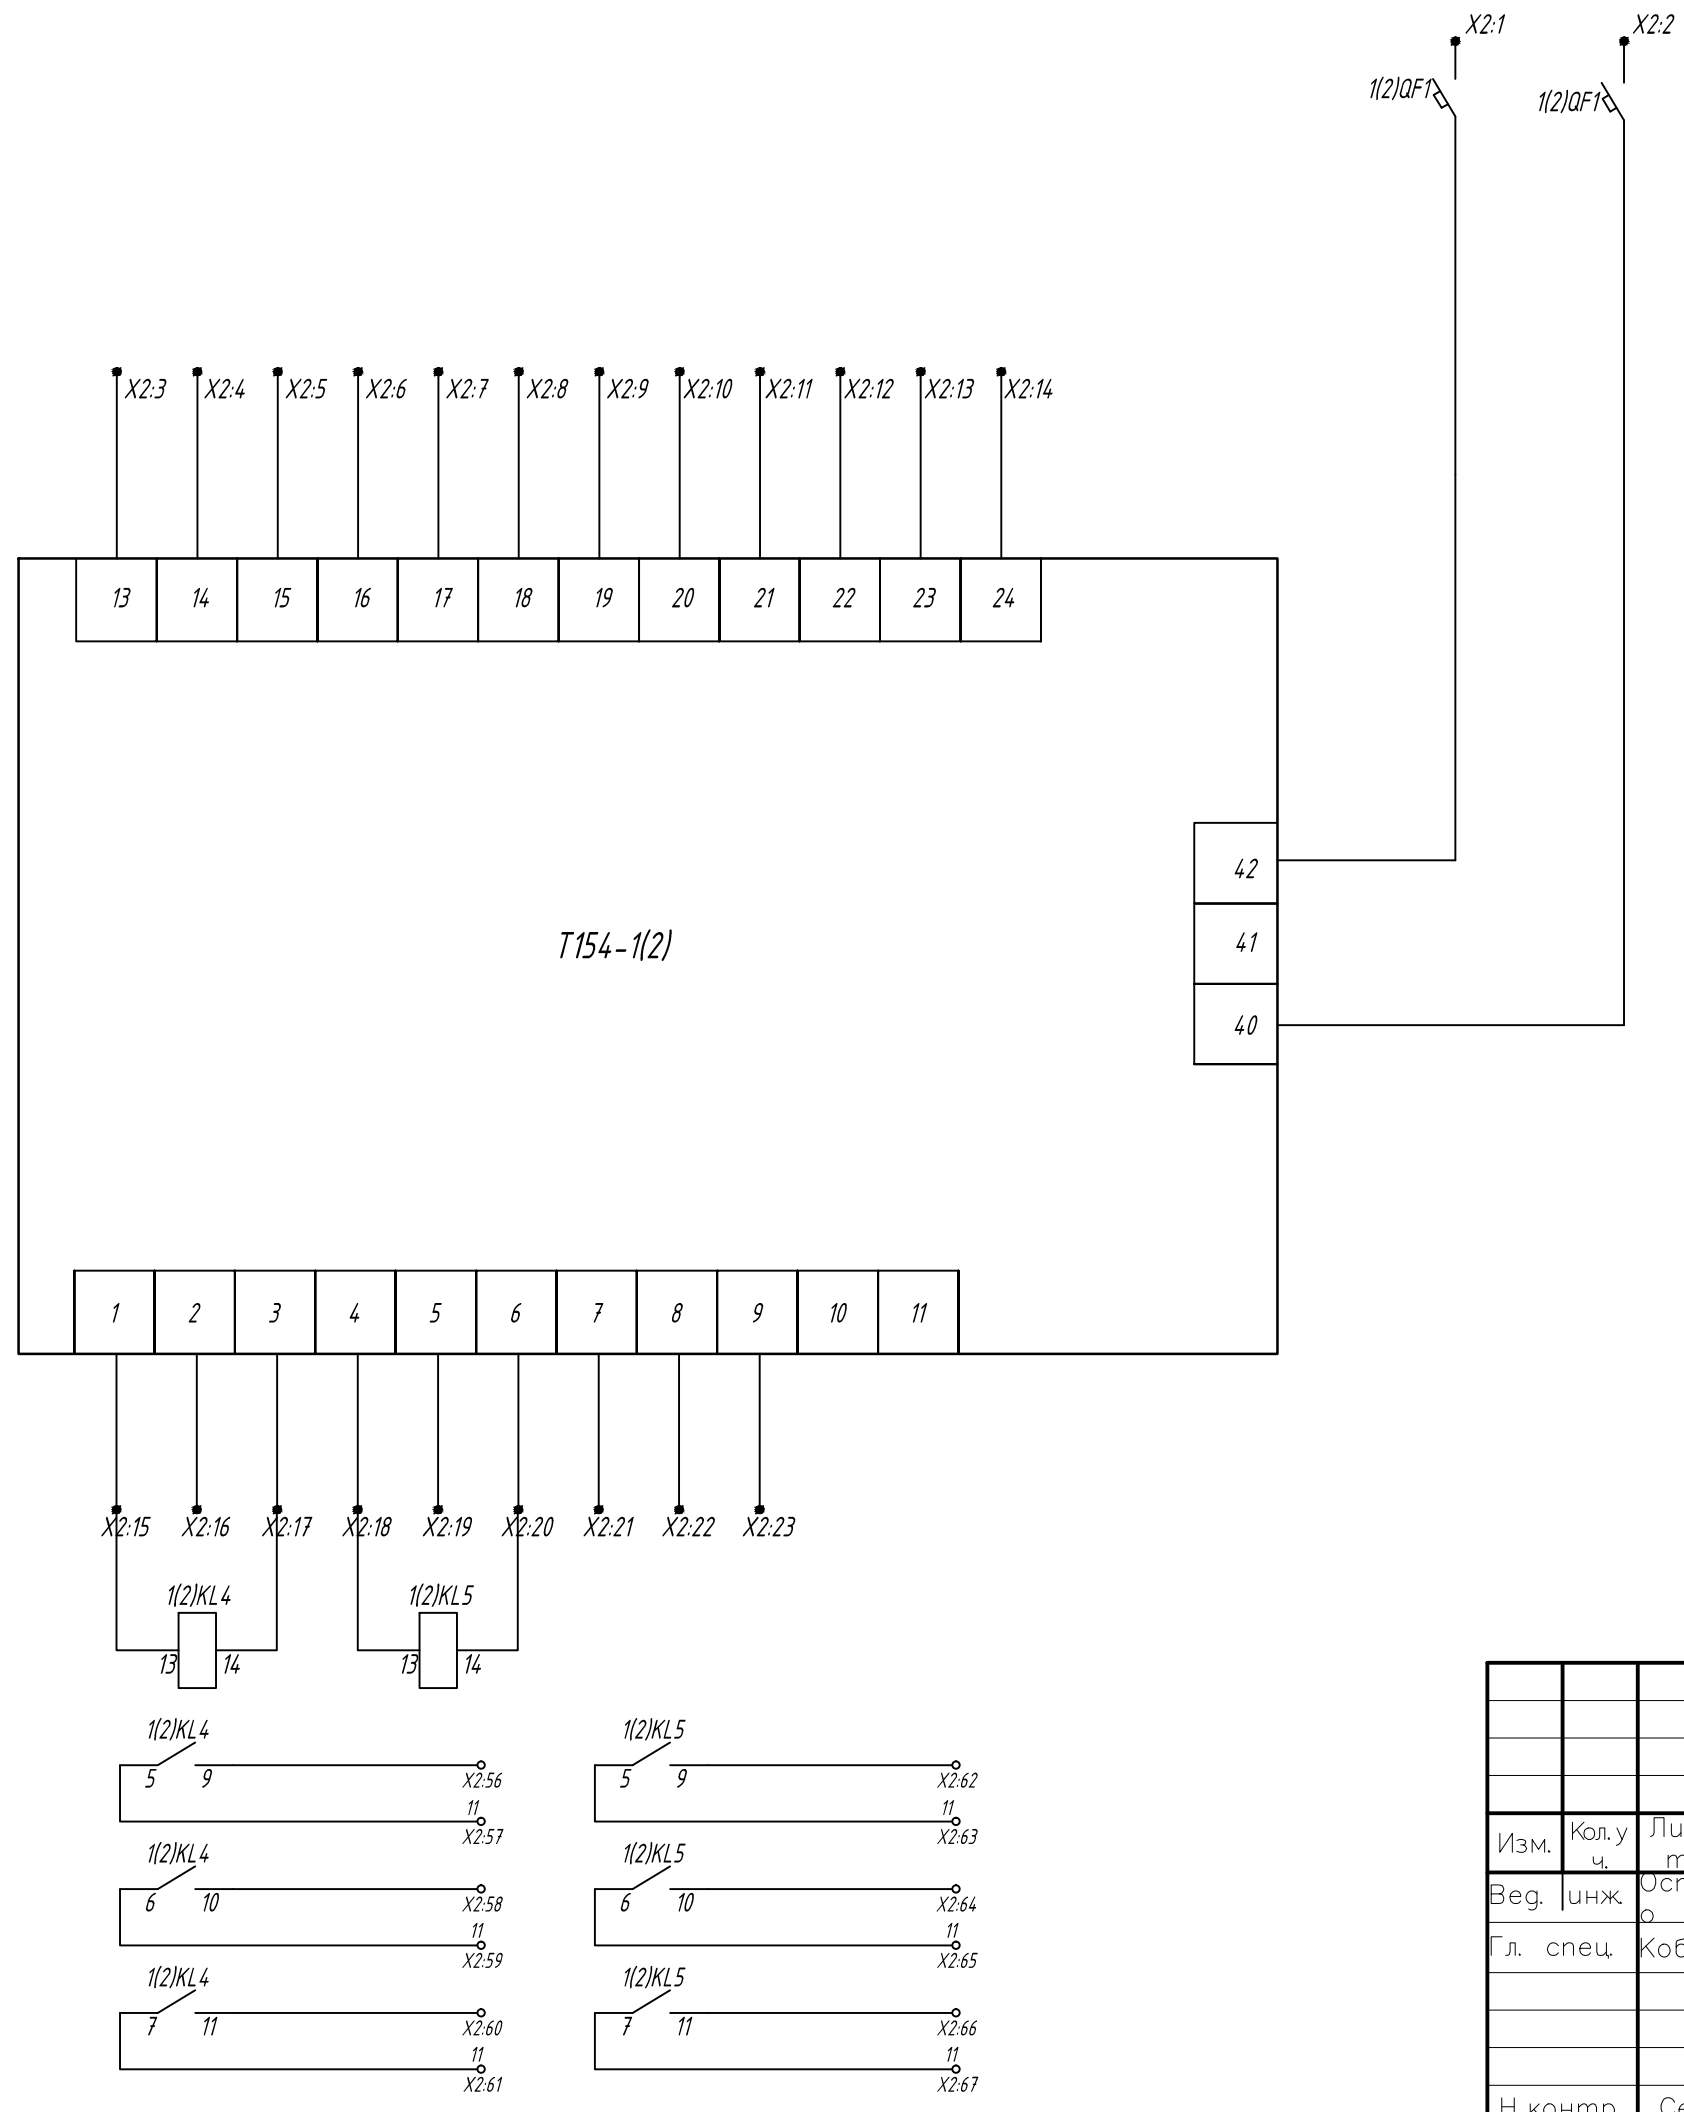 X2:1 X2:2
1(2)QF1 1(2)QF1
X2:3 X2:4 X2:5 X2:6 X2:7 X2:8 X2:9 X2:10 X2:11 X2:12 X2:13 X2:14
13 14 15 16 17 18 19 20 21 22 23 24
42
T154-1(2)
41
40
1 2 3 4 5 6 7 8 9 10 11
X2:15 X2:16 X2:17 X2:18 X2:19 X2:20 X2:21 X2:22 X2:23
1(2)KL4 1(2)KL5
13 14 13 14
1(2)KL4 1(2)KL5
5 9 X2:56 5 9 X2:62
11 11
X2:57 X2:63
1(2)KL4 1(2)KL5
6 10 X2:58 6 10 X2:64
11 11
X2:59 X2:65
1(2)KL4 1(2)KL5
7 11 X2:60 7 11 X2:66
11 11
X2:61 X2:67
Изм. Кол.у Ли
ч. т
Вед. инж.
Гл. спец. Коб
Н.контр. Се